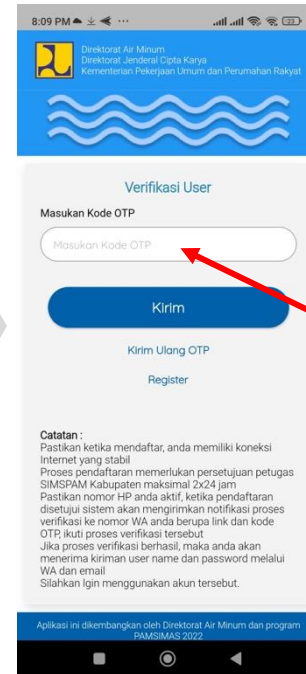 8:09 PM
23
Direktorat Air Minum
Direktorat Jenderal Cipta Karya
Kementerian Pekerjaan Umum dan Perumahan Rakyat
Verifikasi User
Masukan Kode OTP
Masukan Kode OTP
Kirim
Kirim Ulang OTP
Register
Catatan :
Pastikan ketika mendaftar, anda memiliki koneksi
Internet yang stabil
Proses pendaftaran memerlukan persetujuan petugas
SIMSPAM Kabupaten maksimal 2x24 jam
Pastikan nomor HP anda aktif, ketika pendaftaran
disetujui sistem akan mengirimkan notifikasi proses
verifikasi ke nomor WA anda berupa link dan kode
OTP, ikuti proses verifikasi tersebut
Jika proses verifikasi berhasil, maka anda akan
menerima kiriman user name dan password melalui
WA dan email
Silahkan lgin menggunakan akun tersebut.
Aplikasi ini dikembangkan oleh Direktorat Air Minum dan program
PAMSIMAS 2022